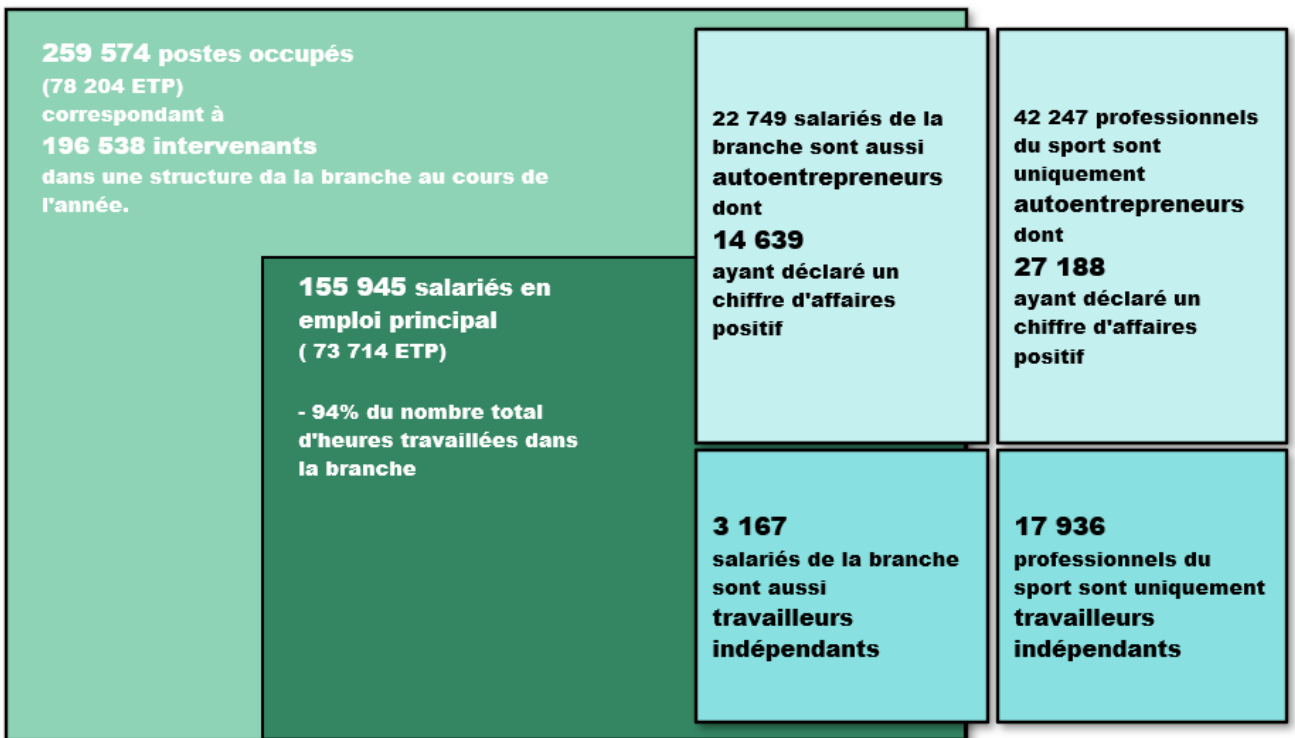 259 574 postes occupés
(78 204 ETP)
correspondant à
196 538 intervenants
dans une structure da la branche au cours de
l'année.
155 945 salariés en
emploi principal
( 73 714 ETP)
- 94% du nombre total
d'heures travaillées dans
la branche
22 749 salariés de la
branche sont aussi
autoentrepreneurs
dont
14 639
ayant déclaré un
chiffre d'affaires
positif
42 247 professionnels
du sport sont
uniquement
autoentrepreneurs
dont
27 188
ayant déclaré un
chiffre d'affaires
positif
3 167
salariés de la branche
sont aussi
travailleurs
indépendants
17 936
professionnels du
sport sont uniquement
travailleurs
indépendants